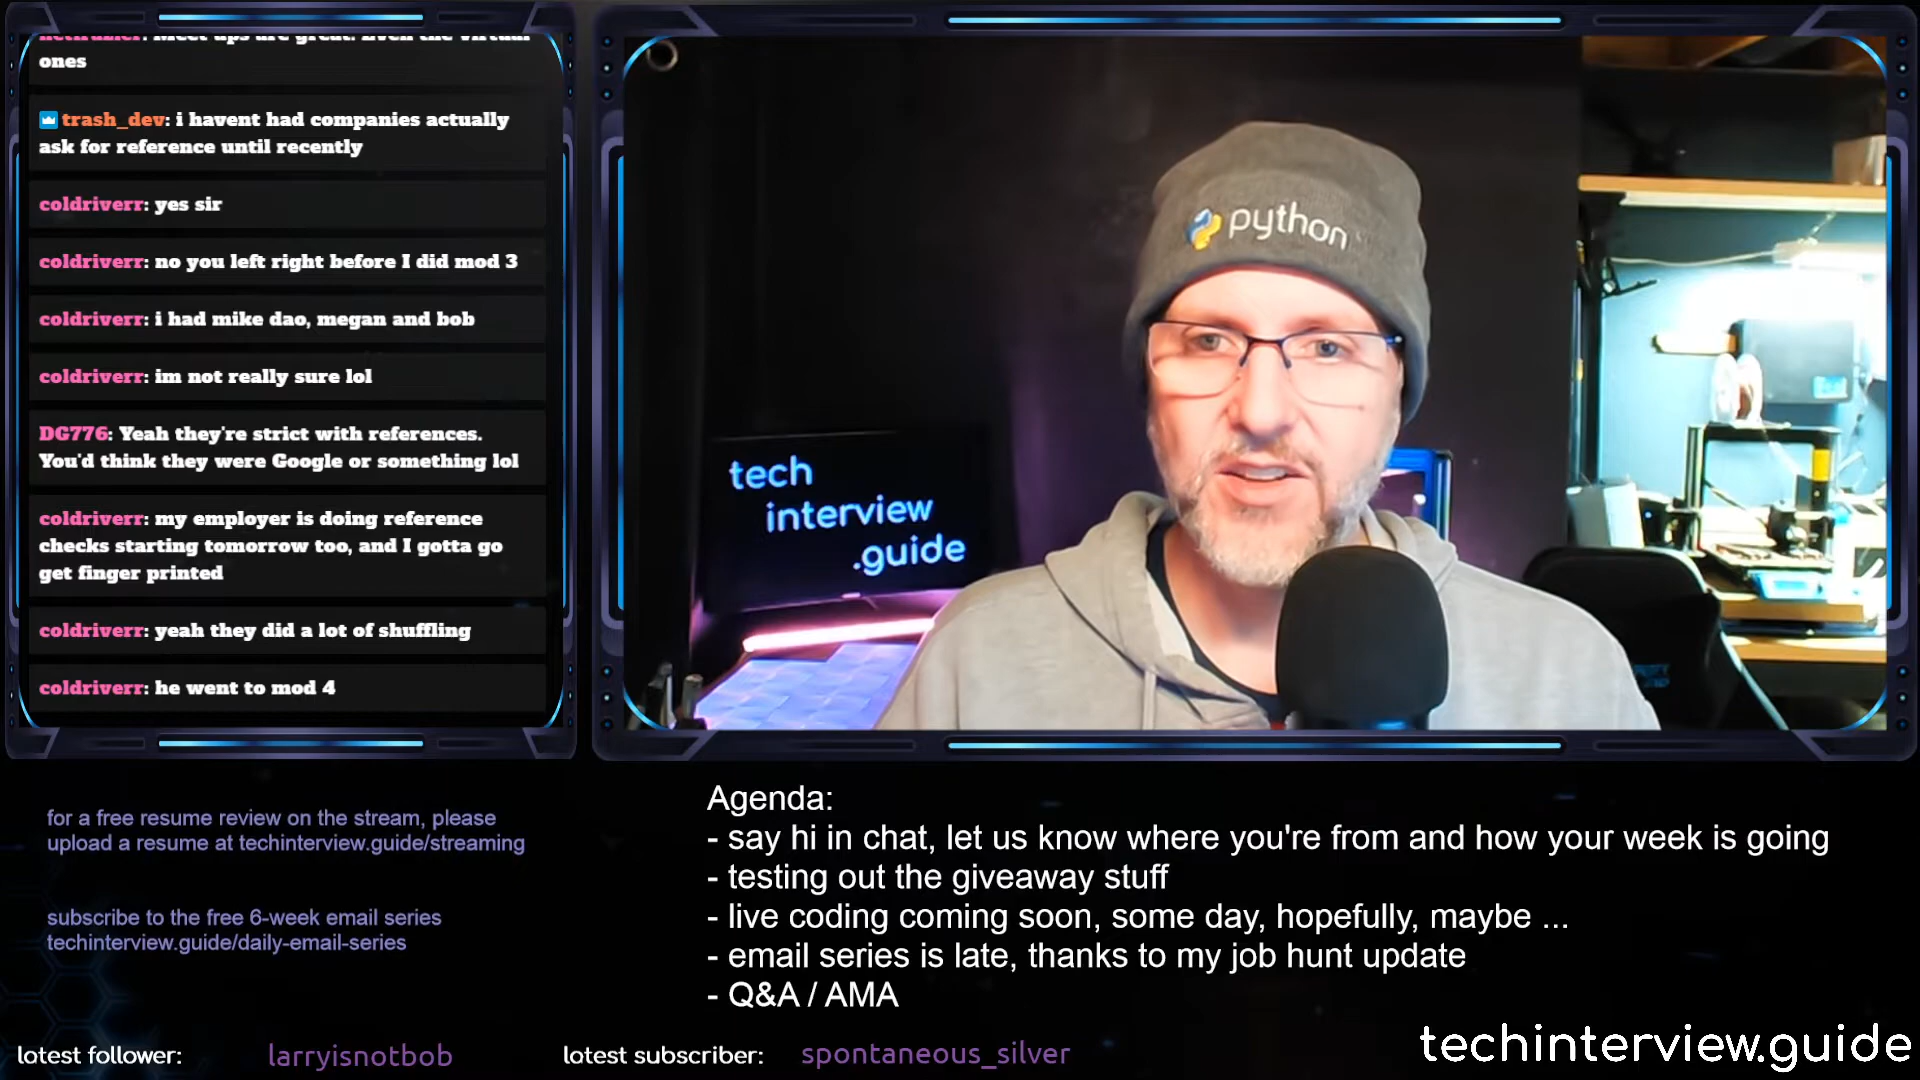 ones
trash_dev: i havent had companies actually
ask for reference until recently
coldriverr: yes sir
coldriverr: no you left right before I did mod 3
coldriverr: i had mike dao, megan and bob
coldriverr: im not really sure lol
DG776: Yeah they're strict with references.
You'd think they were Google or something lol
coldriverr: my employer is doing reference
checks starting tomorrow too, and I gotta go
get finger printed
coldriverr: yeah they did a lot of shuffling
coldriverr: he went to mod 4
python
tech
interview
.guide
for a free resume review on the stream, please
upload a resume at techinterview.guide/streaming
subscribe to the free 6-week email series
techinterview.guide/daily-email-series
Agenda:
- say hi in chat, let us know where you're from and how your week is going
- testing out the giveaway stuff
- live coding coming soon, some day, hopefully, maybe ...
- email series is late, thanks to my job hunt update
- Q&A / AMA
latest follower: larryisnotbob
latest subscriber: spontaneous_silver
techinterview.guide